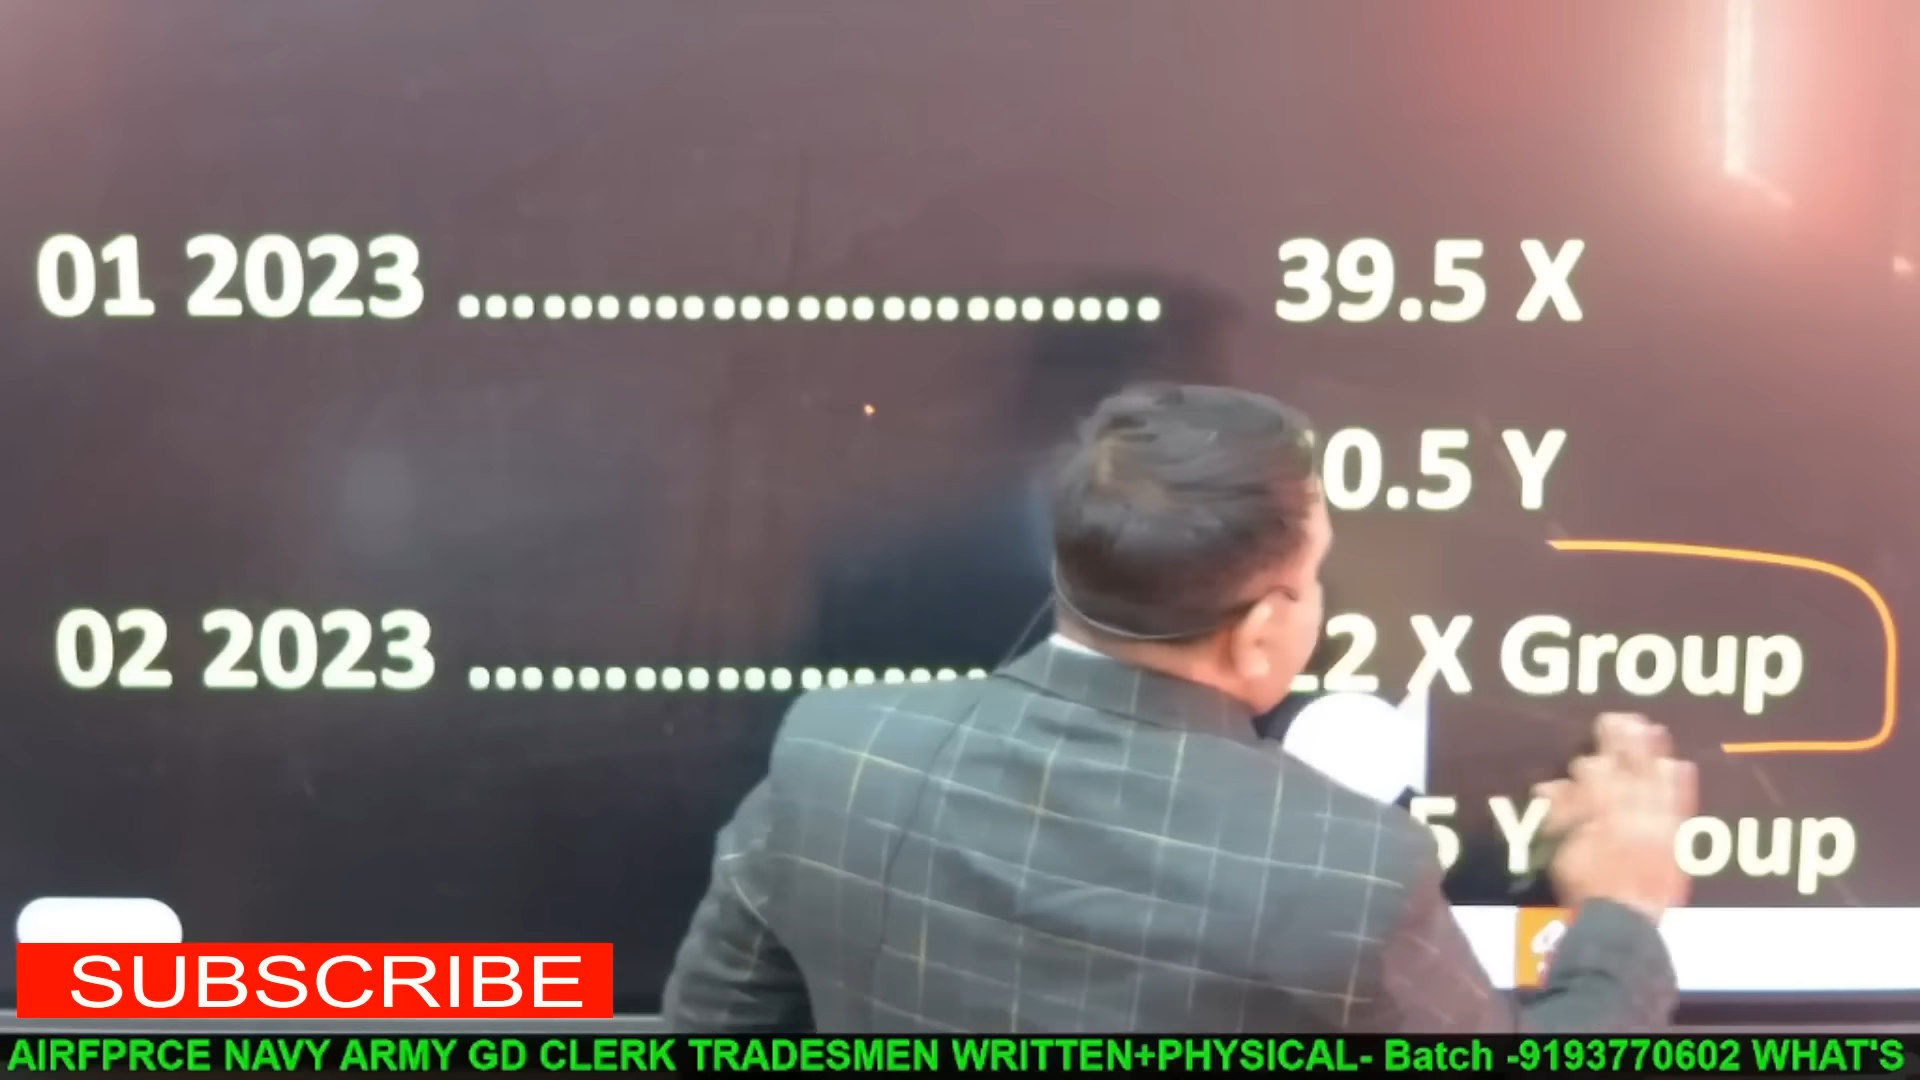 01 2023 ......................... 39.5 X
0.5 Y
02 2023 ................... 2 X Group
5 Y oup
SUBSCRIBE
AIRFPRCE NAVY ARMY GD CLERK TRADESMEN WRITTEN+PHYSICAL- Batch -9193770602 WHAT'S